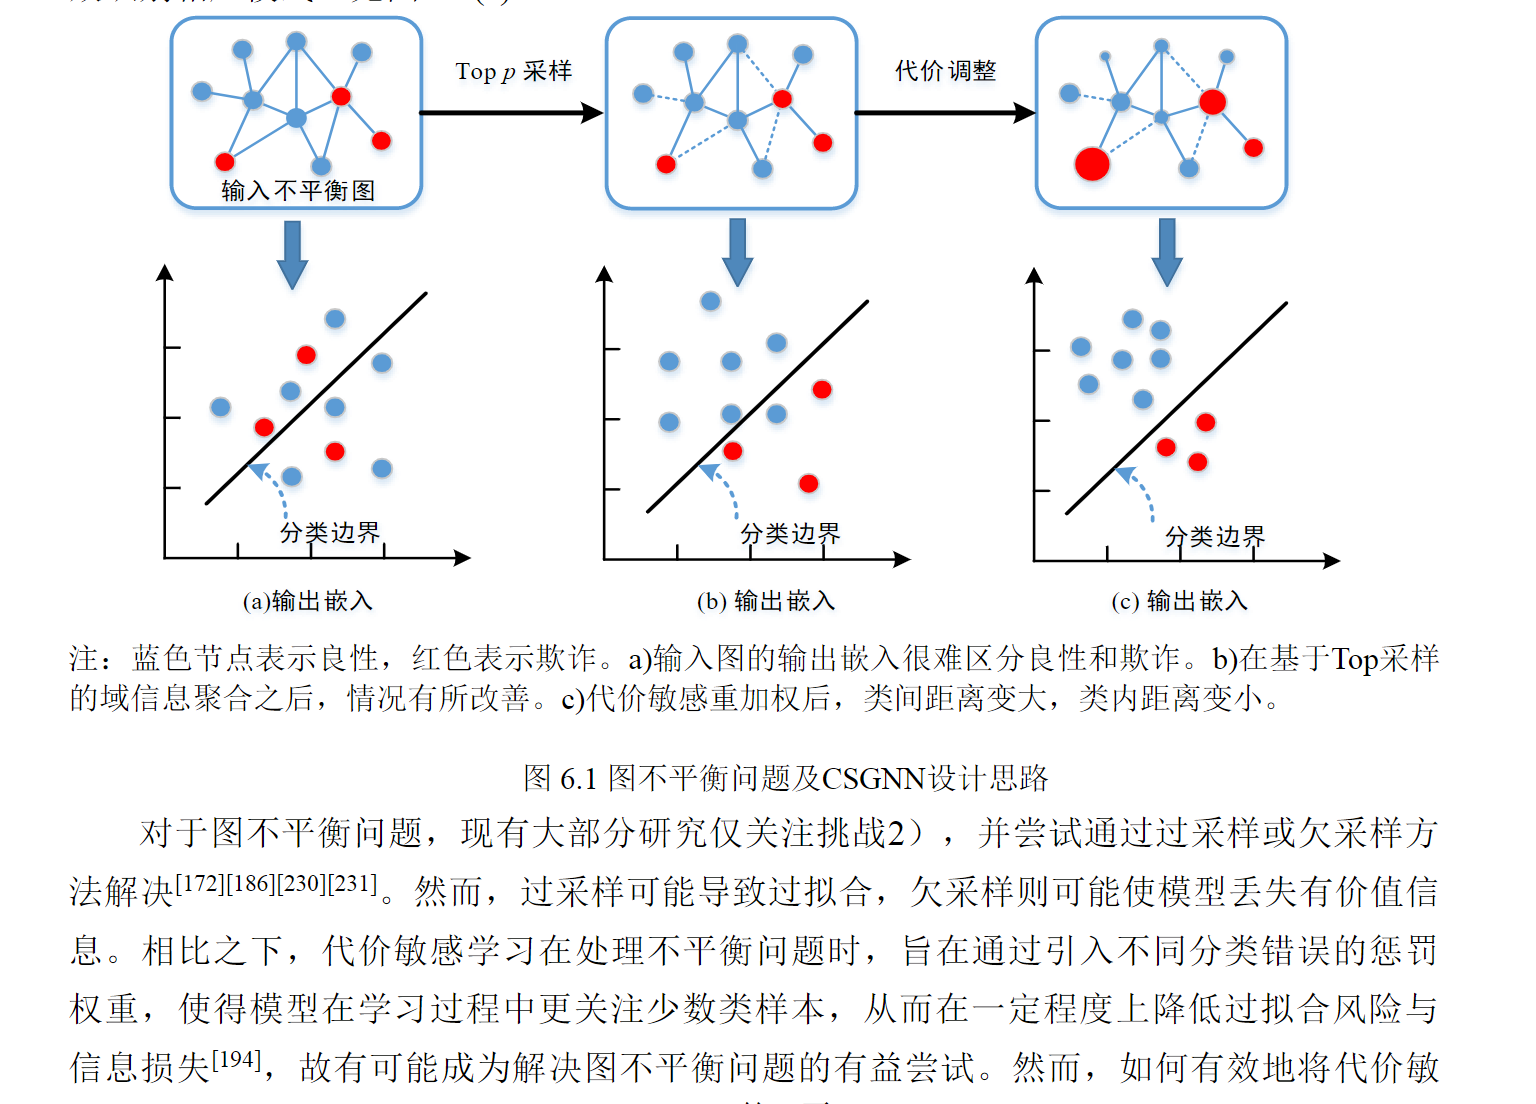 Top p 采样
代价调整
输入不平衡图
分类边界
分类边界
分类边界
(a)输出嵌入
(b) 输出嵌入
(c) 输出嵌入
注：蓝色节点表示良性，红色表示欺诈。a)输入图的输出嵌入很难区分良性和欺诈。b)在基于Top采样
的域信息聚合之后，情况有所改善。c)代价敏感重加权后，类间距离变大，类内距离变小。
图 6.1 图不平衡问题及CSGNN设计思路
对于图不平衡问题，现有大部分研究仅关注挑战2），并尝试通过过采样或欠采样方
法解决[172][186][230][231]。然而，过采样可能导致过拟合，欠采样则可能使模型丢失有价值信
息。相比之下，代价敏感学习在处理不平衡问题时，旨在通过引入不同分类错误的惩罚
权重，使得模型在学习过程中更关注少数类样本，从而在一定程度上降低过拟合风险与
信息损失[194]，故有可能成为解决图不平衡问题的有益尝试。然而，如何有效地将代价敏